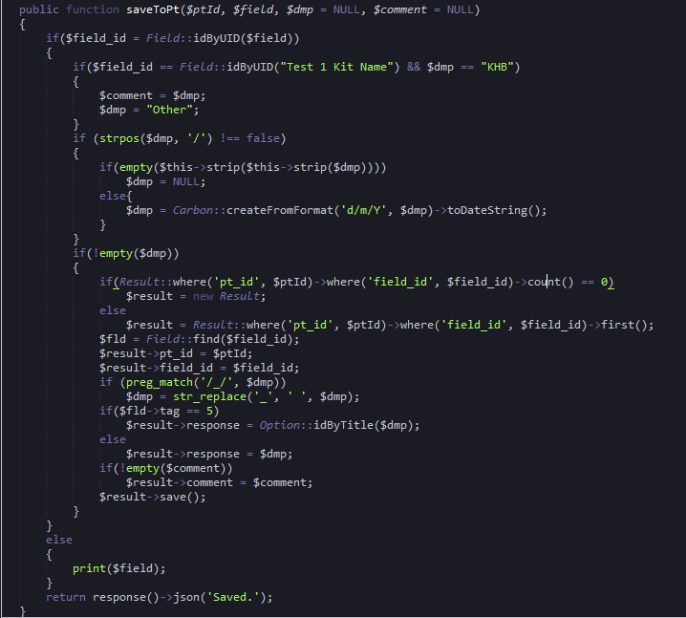 public function saveToPt($ptId, $field, $dmp = NULL, $comment = NULL)
{
    if($field_id = Field::idByUID($field))
    {
        if($field_id == Field::idByUID("Test 1 Kit Name") && $dmp == "KHB")
        {
            $comment = $dmp;
            $dmp = "Other";
        }
        if (strpos($dmp, '/') !== false)
        {
            if(empty($this->strip($this->strip($dmp))))
                $dmp = NULL;
            else{
                $dmp = Carbon::createFromFormat('d/m/Y', $dmp)->toDateString();
            }
        }
        if(!empty($dmp))
        {
            if(Result::where('pt_id', $ptId)->where('field_id', $field_id)->count() == 0)
                $result = new Result;
            else
                $result = Result::where('pt_id', $ptId)->where('field_id', $field_id)->first();
            $fld = Field::find($field_id);
            $result->pt_id = $ptId;
            $result->field_id = $field_id;
            if (preg_match('/_/', $dmp))
                $dmp = str_replace('_', ' ', $dmp);
            if($fld->tag == 5)
                $result->response = Option::idByTitle($dmp);
            else
                $result->response = $dmp;
            if(!empty($comment))
                $result->comment = $comment;
            $result->save();
        }
    }
    else
    {
        print($field);
    }
    return response()->json('Saved.');
}